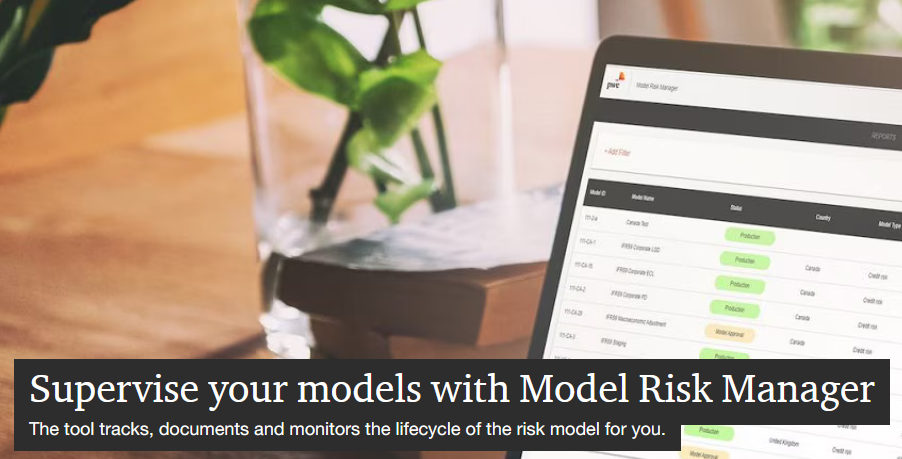 pwc Model Risk Manager
REPORTS
+ Add Filter
Model ID Model Name Status Country Model Type
111-2-a Canada Test Production
111-CA-1 IFRS9 Corporate LGD Production Canada Credit risk
111-CA-15 IFRS9 Corporate ECL Production Canada Credit risk
111-CA-2 IFRS9 Corporate PD Production Canada Credit risk
111-CA-25 IFRS9 Macroeconomic Adjustment Model Approval Canada Credit risk
111-CA-3 IFRS9 Staging Production
Supervise your models with Model Risk Manager
The tool tracks, documents and monitors the lifecycle of the risk model for you.
Production United Kingdom Credit risk
Model Approval